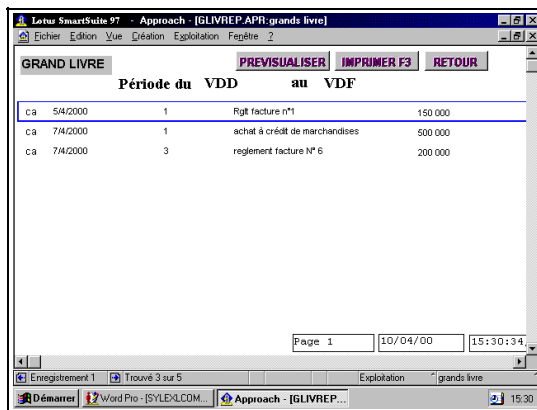 Lotus SmartSuite 97 - Approach - [GLIVREP.APR:grands livre]
Fichier Edition Vue Création Exploitation Fenêtre ?
GRAND LIVRE PREVISUALISER IMPRIMER F3 RETOUR
Période du VDD au VDF
ca 5/4/2000 1 Rglt facture n°1 150 000
ca 7/4/2000 1 achat à crédit de marchandises 500 000
ca 7/4/2000 3 reglement facture N° 6 200 000
Page 1 10/04/00 15:30:34
Enregistrement 1 Trouvé 3 sur 5 Exploitation grands livre
Démarrer Word Pro - [SYLEXLCOM... Approach - [GLIVREP... 15:30